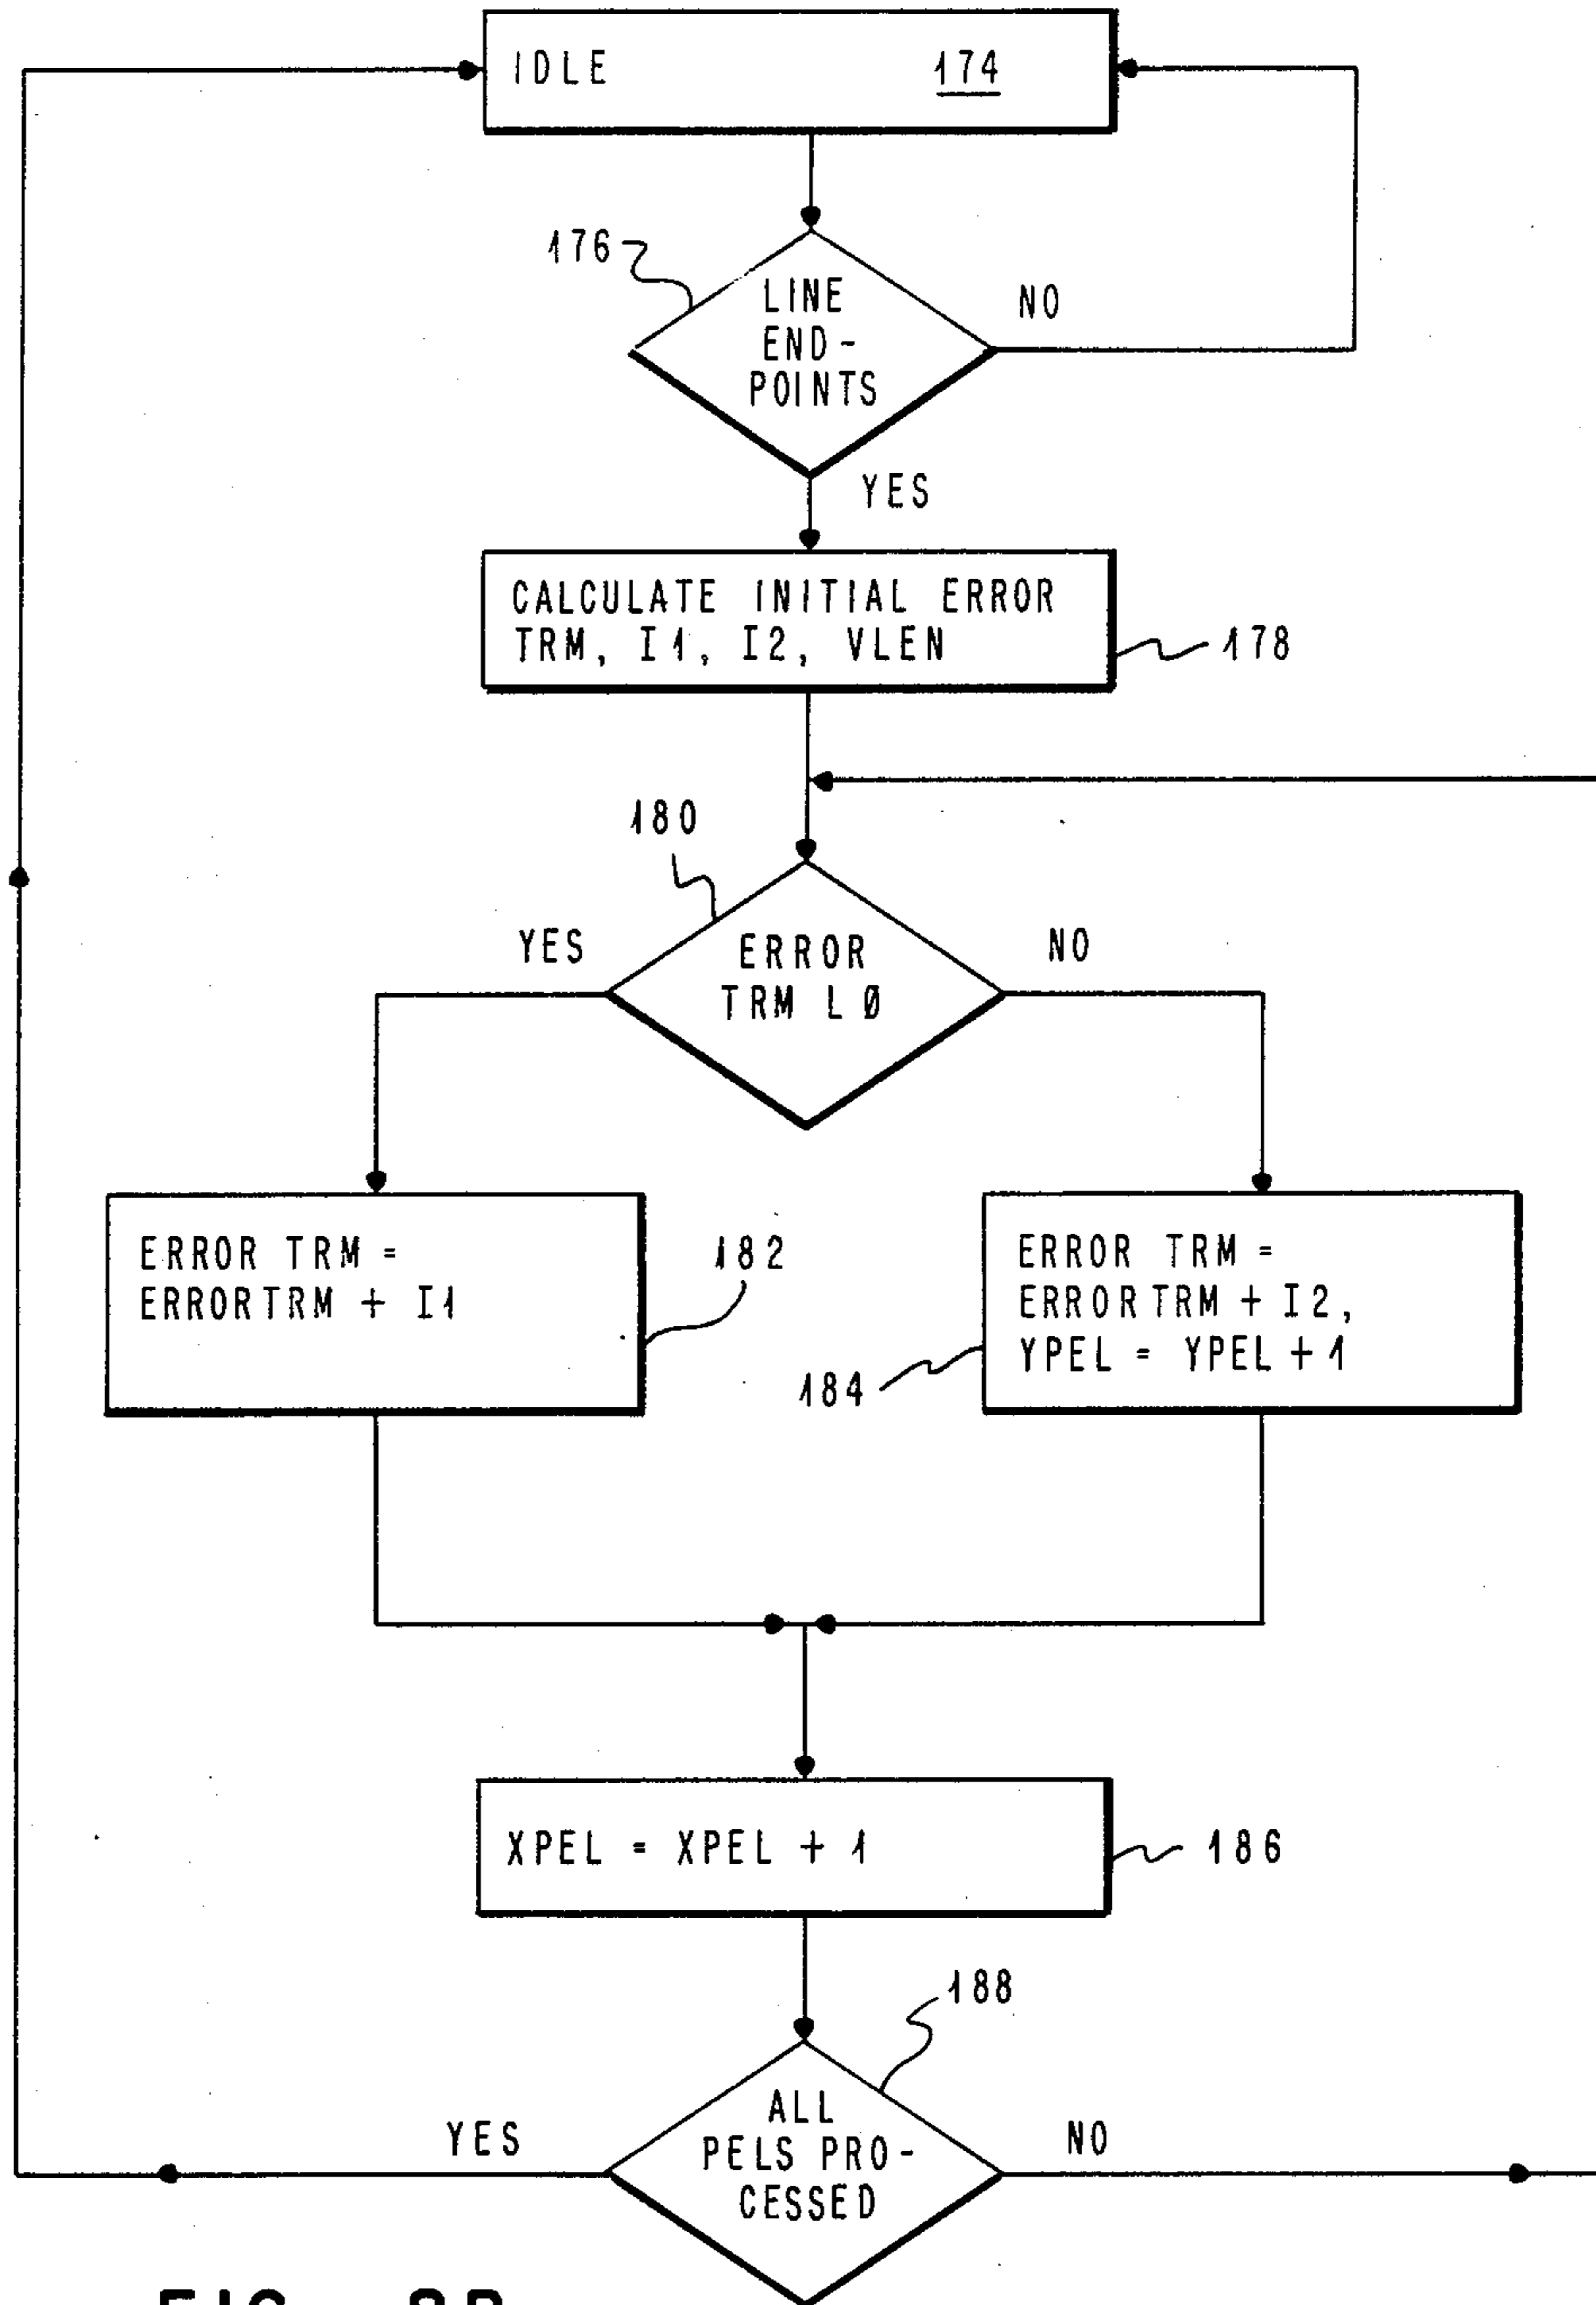 IDLE 174
176
LINE
END-
POINTS
NO
YES
CALCULATE INITIAL ERROR
TRM, I1, I2, VLEN
178
180
YES
ERROR
TRM L Ø
NO
ERROR TRM =
ERRORTRM + I1
182
ERROR TRM =
ERRORTRM + I2,
YPEL = YPEL + 1
184
XPEL = XPEL + 1
186
188
YES
ALL
PELS PRO-
CESSED
NO